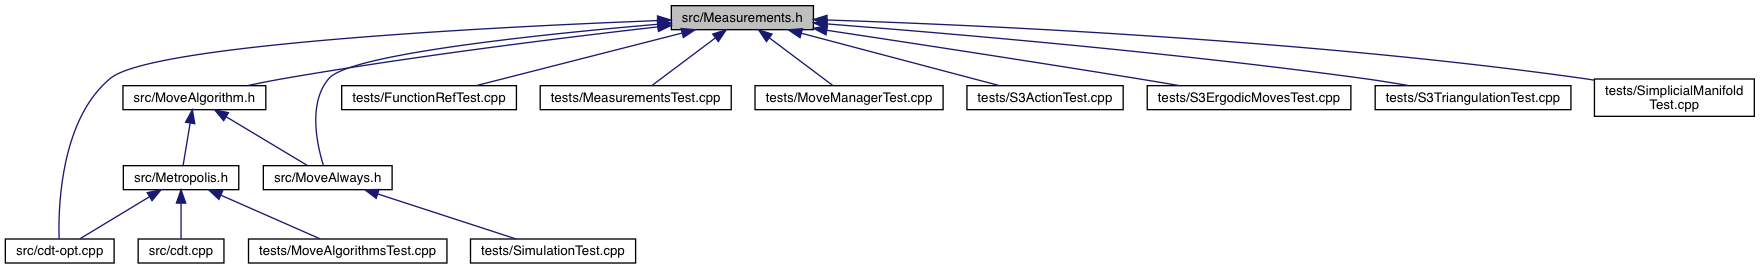 src/Measurements.h
src/MoveAlgorithm.h
tests/FunctionRefTest.cpp
tests/MeasurementsTest.cpp
tests/MoveManagerTest.cpp
tests/S3ActionTest.cpp
tests/S3ErgodicMovesTest.cpp
tests/S3TriangulationTest.cpp
tests/SimplicialManifold
Test.cpp
src/Metropolis.h
src/MoveAlways.h
src/cdt-opt.cpp
src/cdt.cpp
tests/MoveAlgorithmsTest.cpp
tests/SimulationTest.cpp